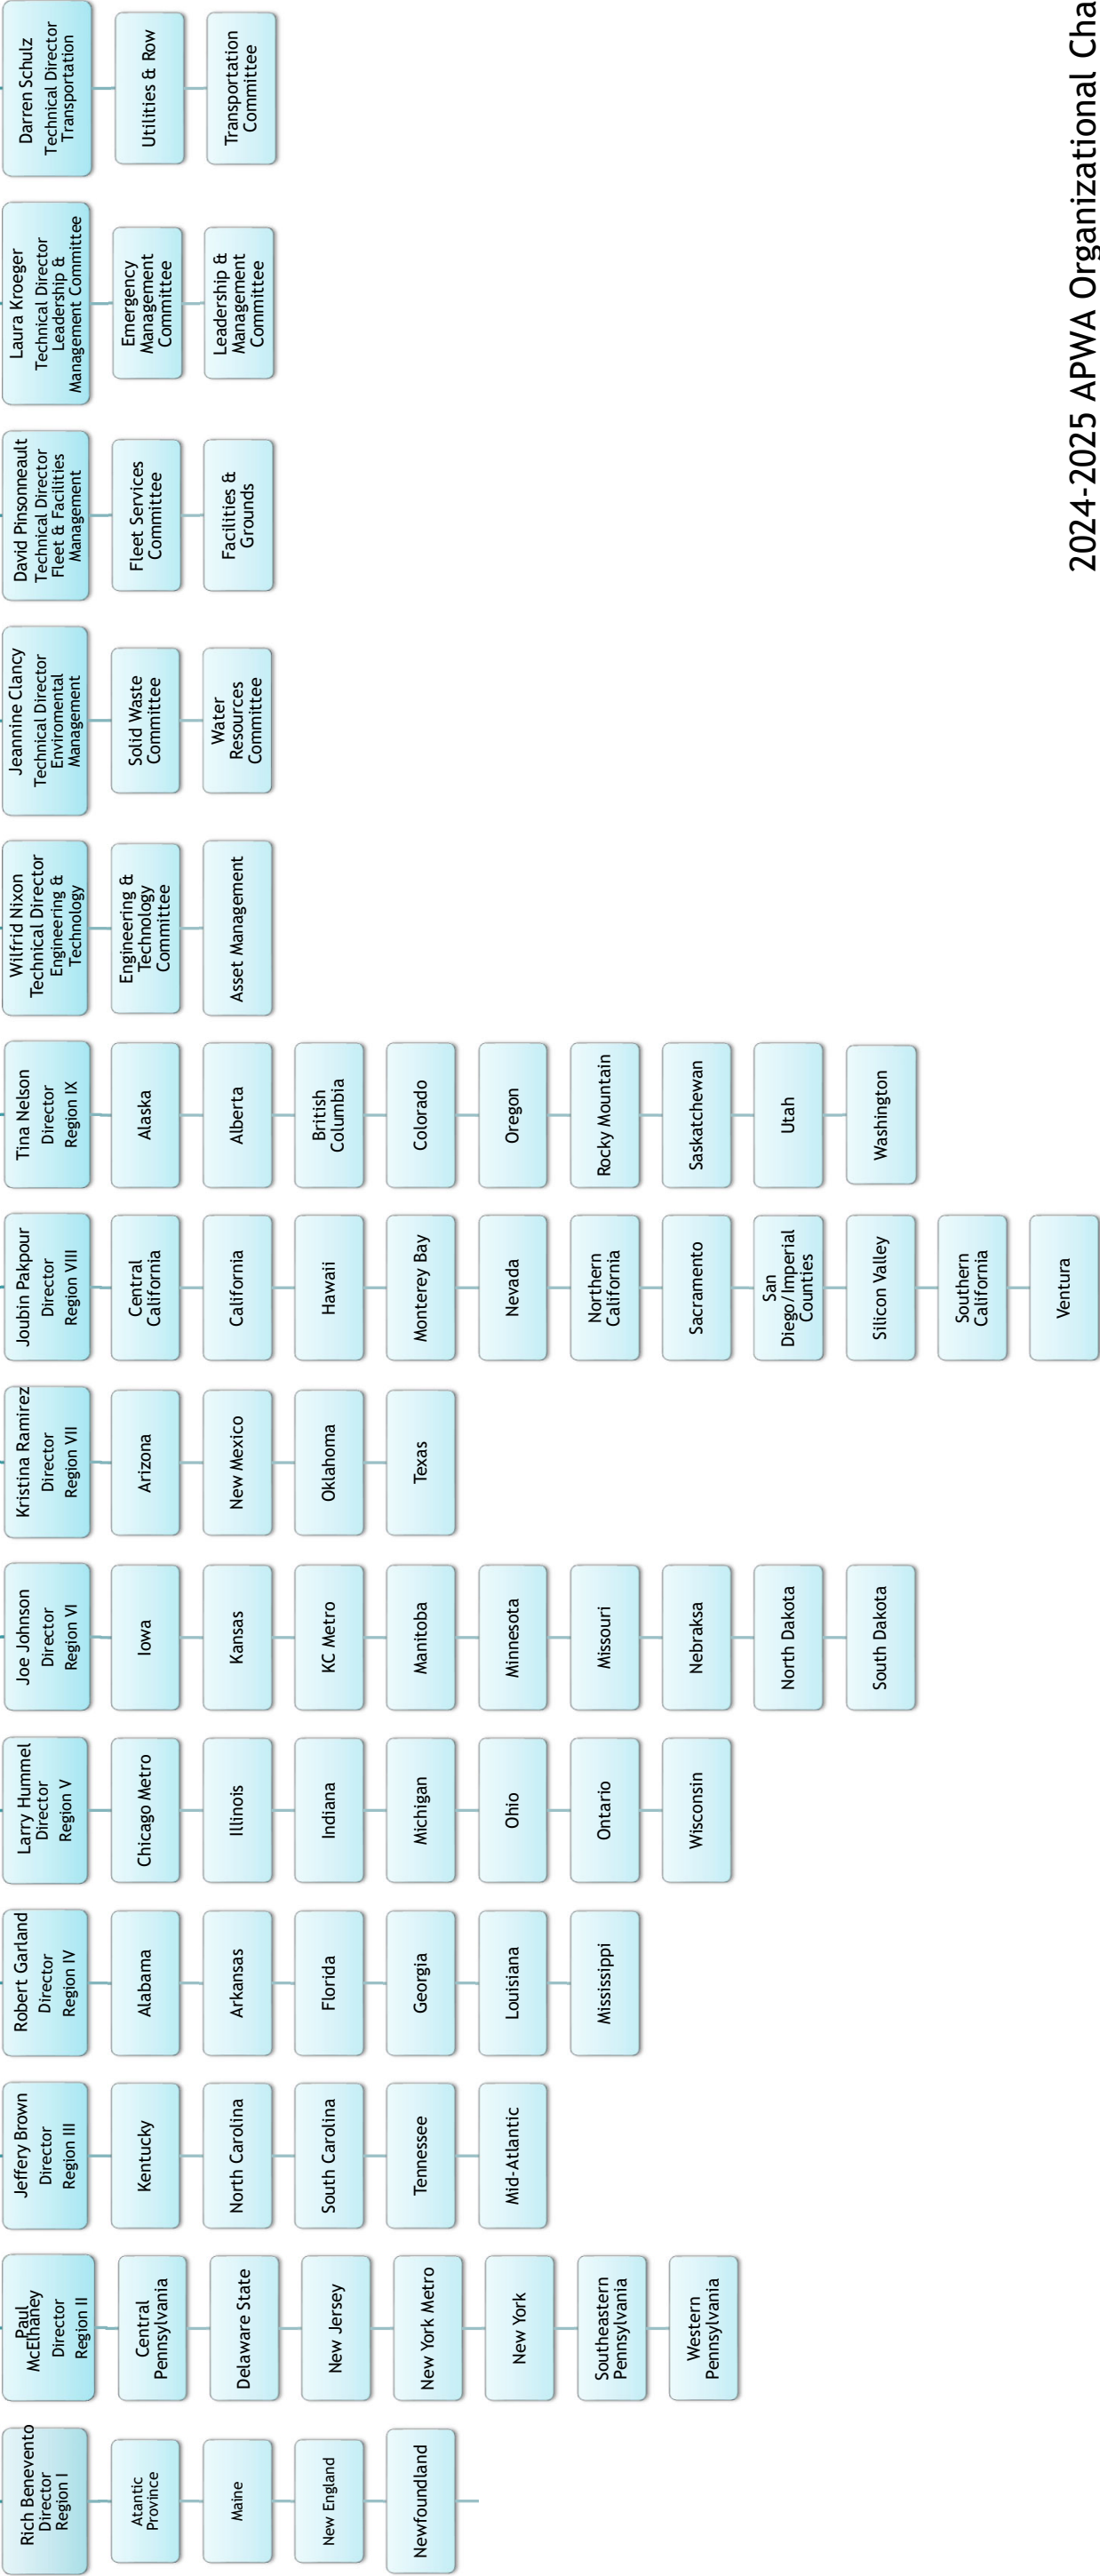 Rich Benevento
Director
Region I
Atantic
Province
Maine
New England
Newfoundland
Paul
McElhaney
Director
Region II
Central
Pennsylvania
Delaware State
New Jersey
New York Metro
New York
Southeastern
Pennsylvania
Western
Pennsylvania
Jeffery Brown
Director
Region III
Kentucky
North Carolina
South Carolina
Tennessee
Mid-Atlantic
Robert Garland
Director
Region IV
Alabama
Arkansas
Florida
Georgia
Louisiana
Mississippi
Larry Hummel
Director
Region V
Chicago Metro
Illinois
Indiana
Michigan
Ohio
Ontario
Wisconsin
Joe Johnson
Director
Region VI
Iowa
Kansas
KC Metro
Manitoba
Minnesota
Missouri
Nebraksa
North Dakota
South Dakota
Kristina Ramirez
Director
Region VII
Arizona
New Mexico
Oklahoma
Texas
Joubin Pakpour
Director
Region VIII
Central
California
California
Hawaii
Monterey Bay
Nevada
Northern
California
Sacramento
San
Diego/Imperial
Counties
Silicon Valley
Southern
California
Ventura
Tina Nelson
Director
Region IX
Alaska
Alberta
British
Columbia
Colorado
Oregon
Rocky Mountain
Saskatchewan
Utah
Washington
Wilfrid Nixon
Technical Director
Engineering &
Technology
Engineering &
Technology
Committee
Asset Management
Jeannine Clancy
Technical Director
Enviromental
Management
Solid Waste
Committee
Water
Resources
Committee
David Pinsonneault
Technical Director
Fleet & Facilities
Management
Fleet Services
Committee
Facilities &
Grounds
Laura Kroeger
Technical Director
Leadership &
Management Committee
Emergency
Management
Committee
Leadership &
Management
Committee
Darren Schulz
Technical Director
Transportation
Utilities & Row
Transportation
Committee
2024-2025 APWA Organizational Cha